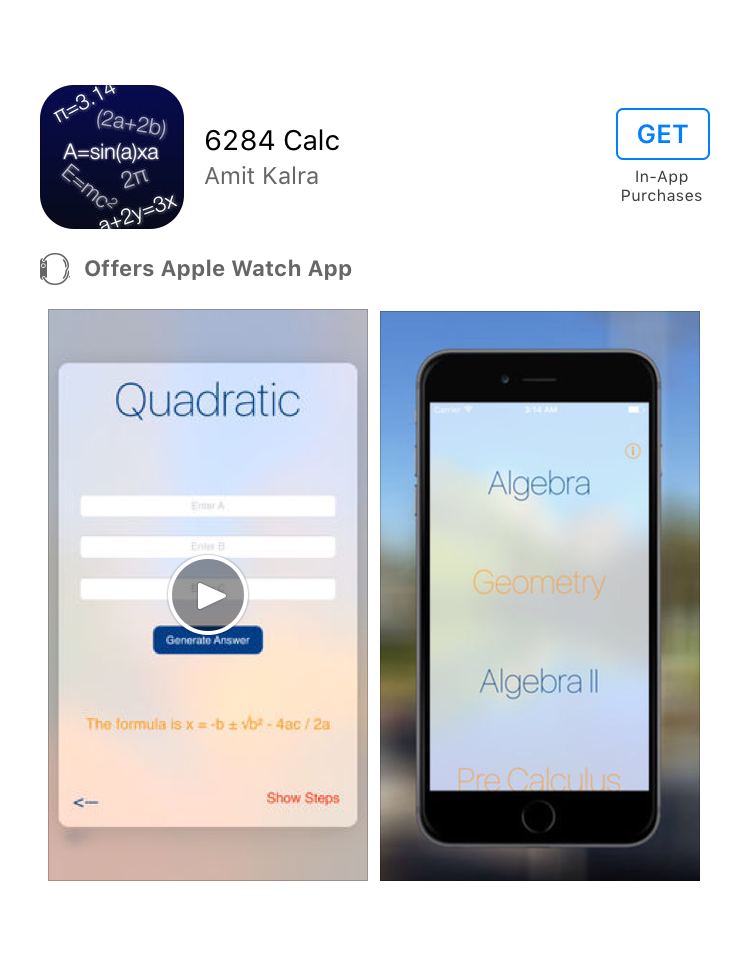 π=3.14
(2a+2b)
A=sin(a)xa
E=mc²
2π
a+2y=3x
6284 Calc
Amit Kalra
GET
In-App
Purchases
Offers Apple Watch App
Quadratic
Enter A
Enter B
Generate Answer
The formula is x = -b ± √b² - 4ac / 2a
<—
Show Steps
Carrier
3:14 AM
Algebra
Geometry
Algebra II
Pre Calculus